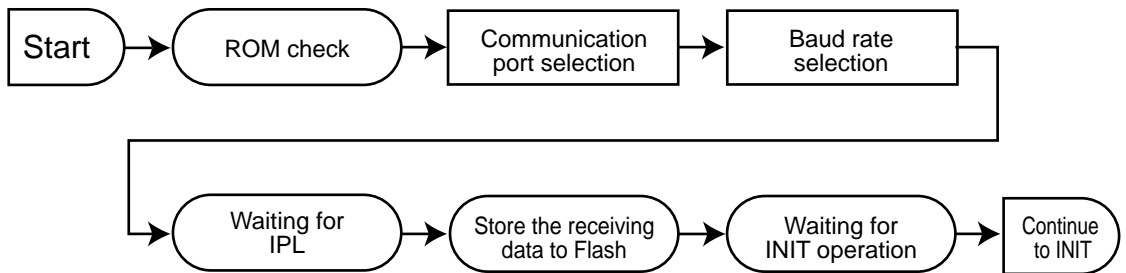 Start
ROM check
Communication
port selection
Baud rate
selection
Waiting for
IPL
Store the receiving
data to Flash
Waiting for
INIT operation
Continue
to INIT